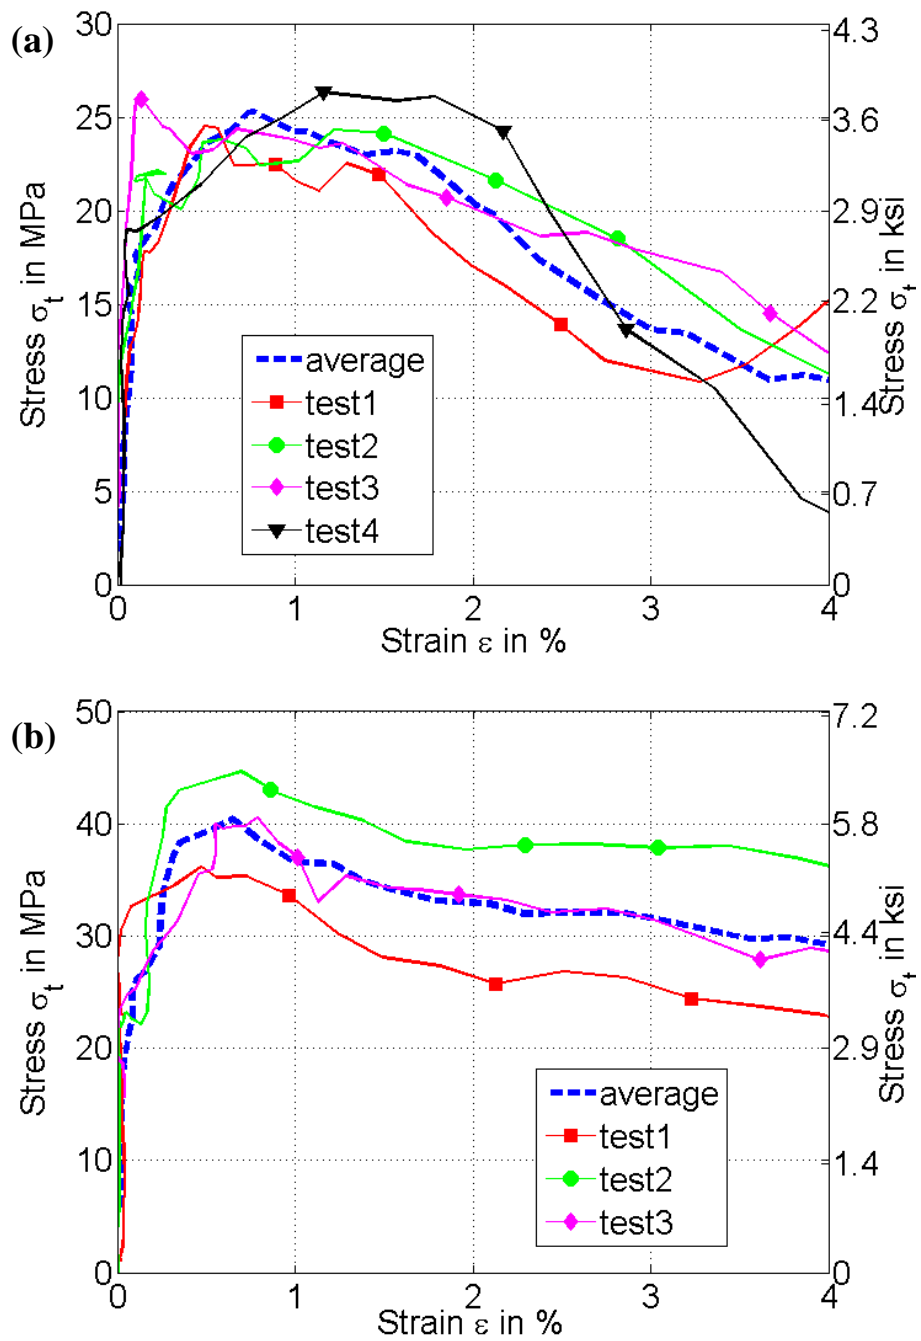 (a)
Stress σt in MPa
30
25
20
15
10
5
0
4.3
3.6
2.9
2.2
1.4
0.7
0
Stress σt in ksi
average
test1
test2
test3
test4
0 1 2 3 4
Strain ε in %
(b)
Stress σt in MPa
50
40
30
20
10
0
7.2
5.8
4.4
2.9
1.4
0
Stress σt in ksi
average
test1
test2
test3
0 1 2 3 4
Strain ε in %